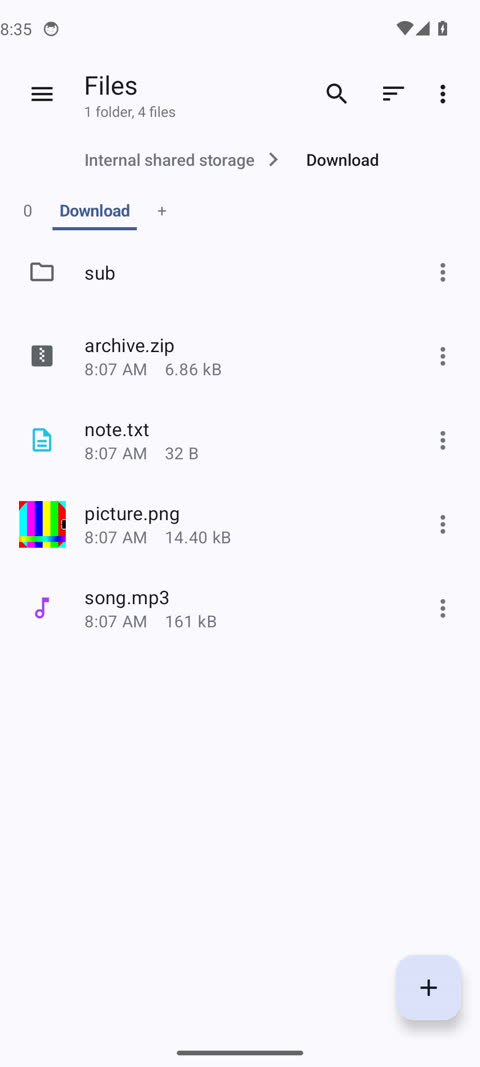 8:35
Files
1 folder, 4 files
Internal shared storage
Download
0
Download
+
sub
archive.zip
8:07 AM 6.86 kB
note.txt
8:07 AM 32 B
picture.png
8:07 AM 14.40 kB
song.mp3
8:07 AM 161 kB